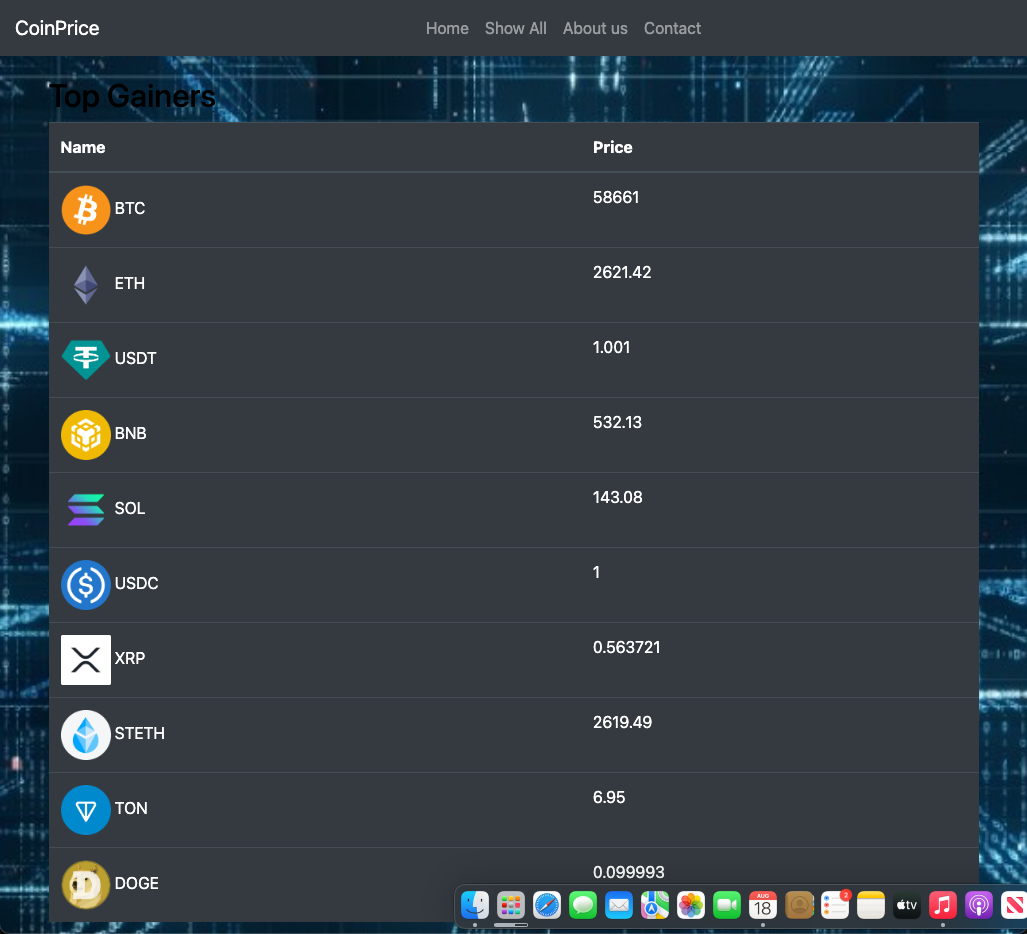 CoinPrice Home Show All About us Contact
Top Gainers
Name Price
BTC 58661
ETH 2621.42
USDT 1.001
BNB 532.13
SOL 143.08
USDC 1
XRP 0.563721
STETH 2619.49
TON 6.95
DOGE 0.099993
AUG
18
2
tv